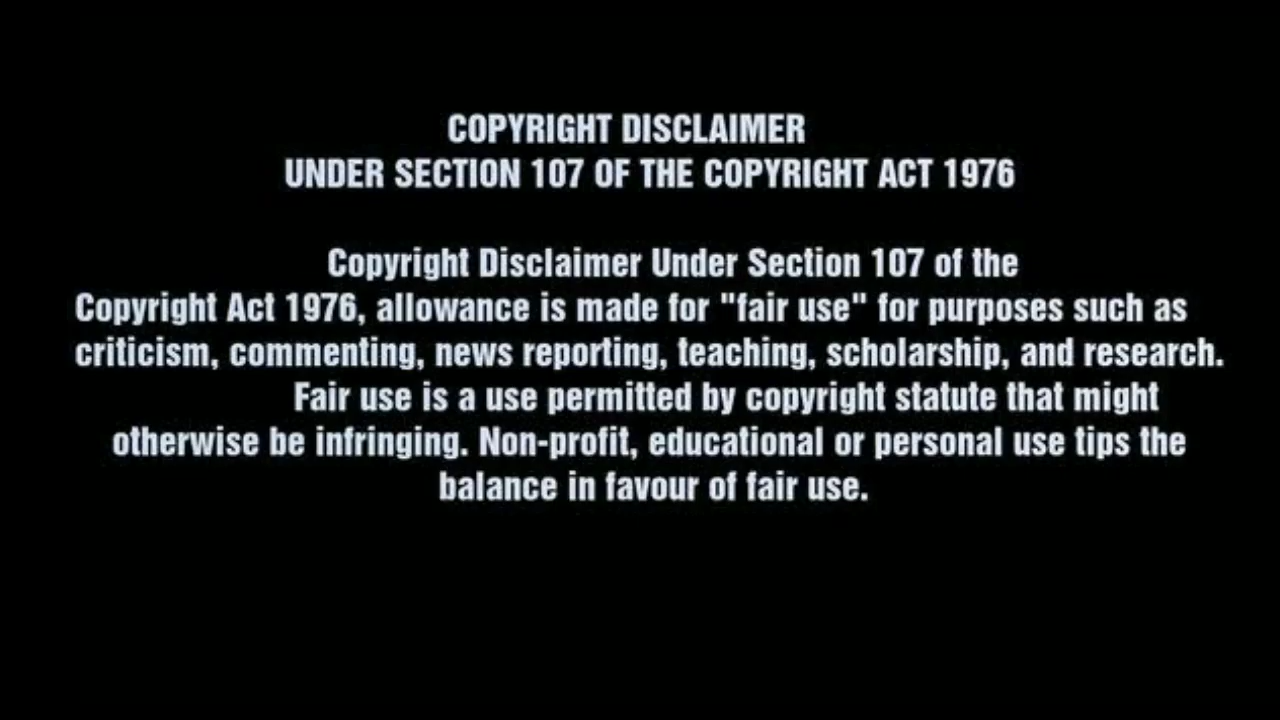 COPYRIGHT DISCLAIMER
UNDER SECTION 107 OF THE COPYRIGHT ACT 1976
Copyright Disclaimer Under Section 107 of the
Copyright Act 1976, allowance is made for "fair use" for purposes such as
criticism, commenting, news reporting, teaching, scholarship, and research.
Fair use is a use permitted by copyright statute that might
otherwise be infringing. Non-profit, educational or personal use tips the
balance in favour of fair use.